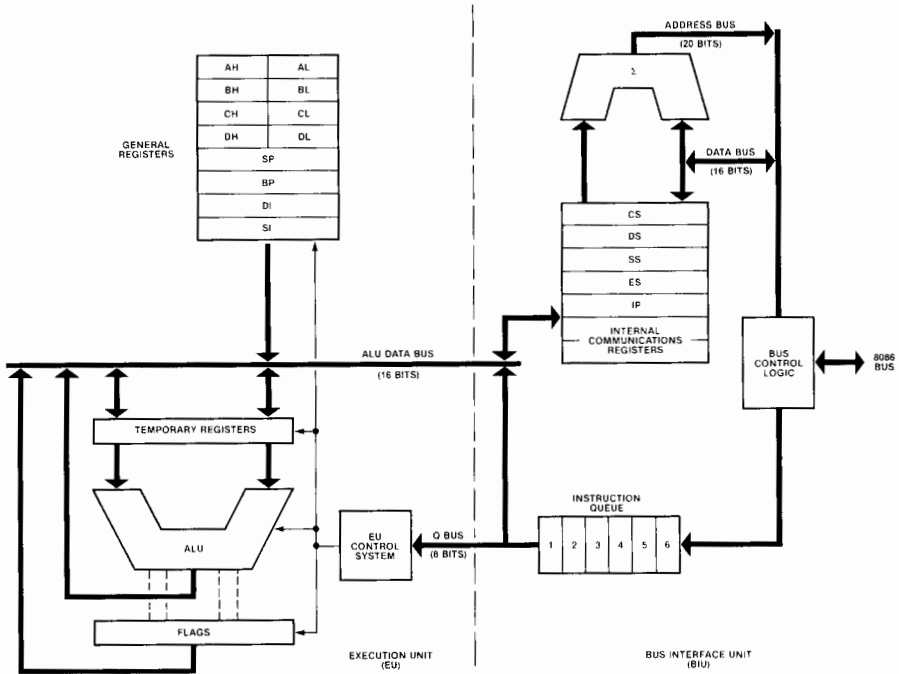 ADDRESS BUS
(20 BITS)
Σ
AH AL
BH BL
CH CL
DH DL
SP
BP
DI
SI
GENERAL
REGISTERS
DATA BUS
(16 BITS)
CS
DS
SS
ES
IP
INTERNAL
COMMUNICATIONS
REGISTERS
BUS
CONTROL
LOGIC
8086
BUS
ALU DATA BUS
(16 BITS)
TEMPORARY REGISTERS
ALU
FLAGS
EU
CONTROL
SYSTEM
Q BUS
(8 BITS)
INSTRUCTION
QUEUE
1 2 3 4 5 6
EXECUTION UNIT
(EU)
BUS INTERFACE UNIT
(BIU)